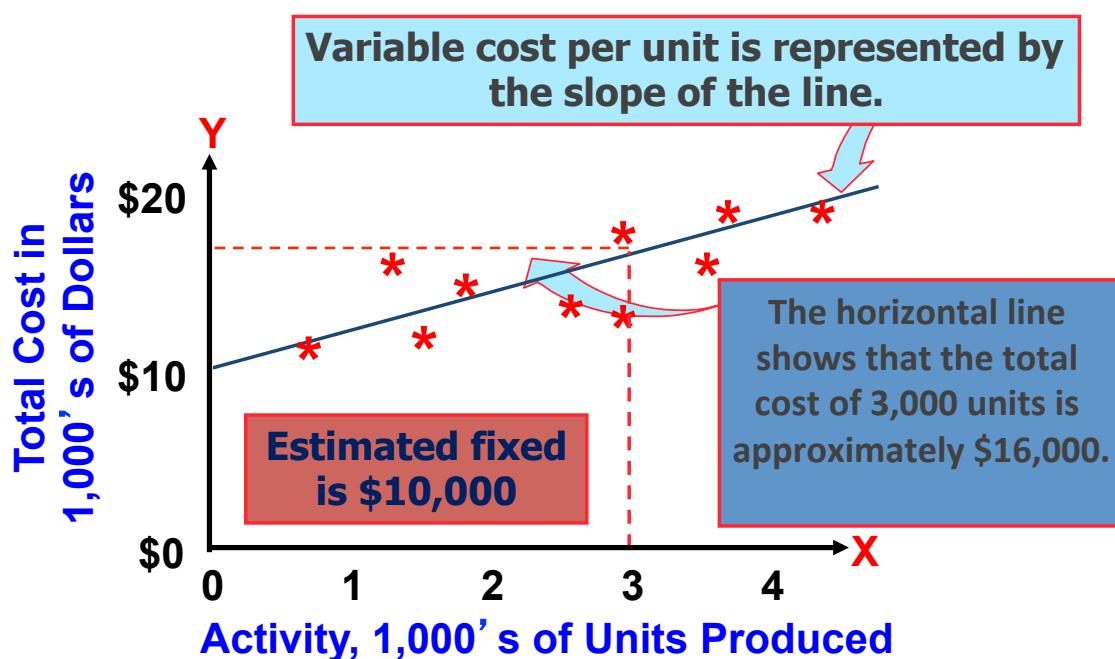 Variable cost per unit is represented by
the slope of the line.
Y
Total Cost in
1,000’s of Dollars
$20
$10
$0
The horizontal line
shows that the total
cost of 3,000 units is
approximately $16,000.
Estimated fixed
is $10,000
X
0 1 2 3 4
Activity, 1,000’s of Units Produced